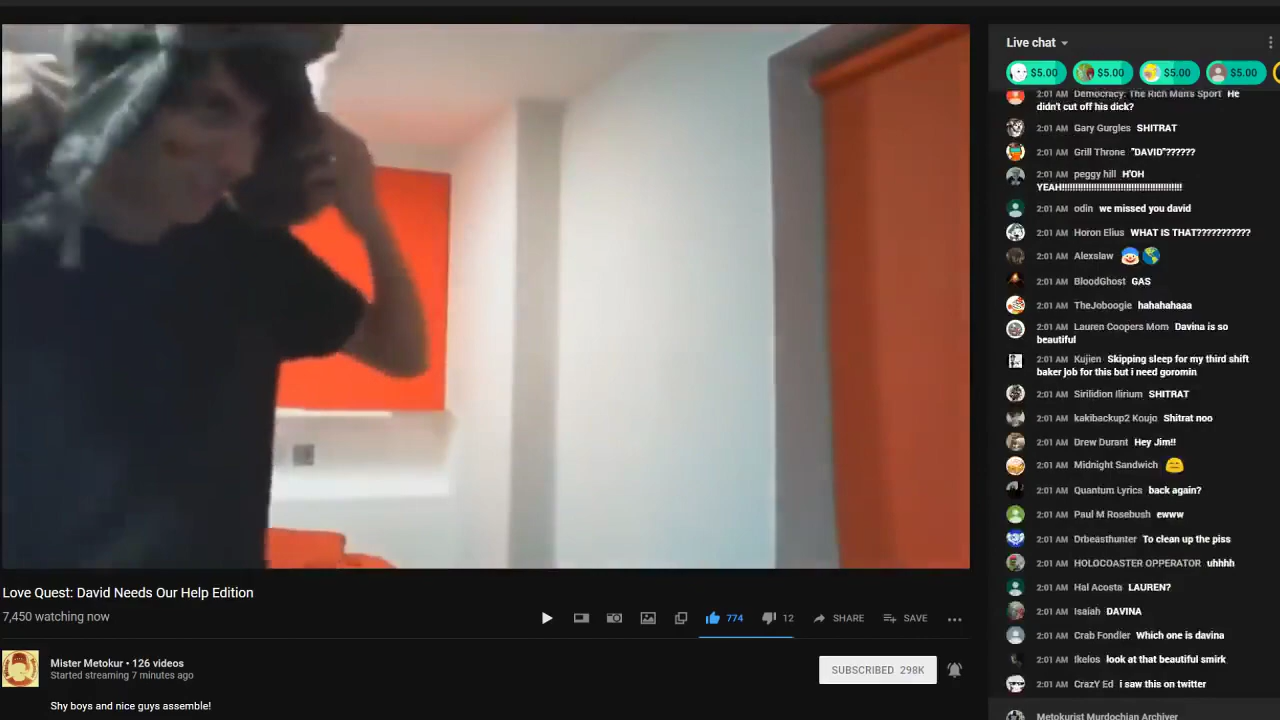 Live chat
$5.00 $5.00 $5.00 $5.00
2:01 AM Democracy: The Rich Man's Sport He
didn't cut off his dick?
2:01 AM Gary Gurgles SHITRAT
2:01 AM Grill Throne "DAVID"??????
2:01 AM peggy hill H'OH
YEAH!!!!!!!!!!!!!!!!!!!!!!!!!!!!!!!!!!!!!!!!!!!
2:01 AM odin we missed you david
2:01 AM Horon Elius WHAT IS THAT???????????
2:01 AM Alexslaw 🤡🌎
2:01 AM BloodGhost GAS
2:01 AM TheJoboogie hahahahaaa
2:01 AM Lauren Coopers Mom Davina is so
beautiful
2:01 AM Kujien Skipping sleep for my third shift
baker job for this but i need goromin
2:01 AM Sirilidion Ilirium SHITRAT
2:01 AM kakibackup2 Koujo Shitrat noo
2:01 AM Drew Durant Hey Jim!!
2:01 AM Midnight Sandwich 😑
2:01 AM Quantum Lyrics back again?
2:01 AM Paul M Rosebush ewww
2:01 AM Drbeasthunter To clean up the piss
2:01 AM HOLOCOASTER OPPERATOR uhhhh
2:01 AM Hal Acosta LAUREN?
2:01 AM Isaiah DAVINA
2:01 AM Crab Fondler Which one is davina
2:01 AM Ikelos look at that beautiful smirk
2:01 AM CrazY Ed i saw this on twitter
Metokurist Murdochian Archiver
Love Quest: David Needs Our Help Edition
7,450 watching now
774 12 SHARE SAVE
Mister Metokur • 126 videos
Started streaming 7 minutes ago
SUBSCRIBED 298K
Shy boys and nice guys assemble!